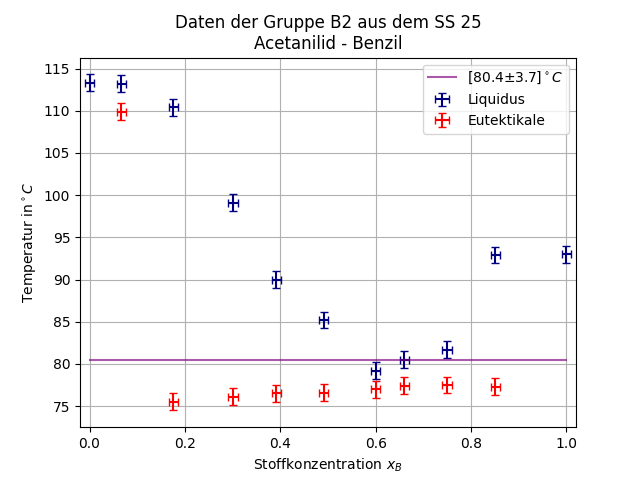 Daten der Gruppe B2 aus dem SS 25
Acetanilid - Benzil
[80.4±3.7]°C
Liquidus
Eutektikale
Temperatur in°C
115
110
105
100
95
90
85
80
75
0.0 0.2 0.4 0.6 0.8 1.0
Stoffkonzentration x_B